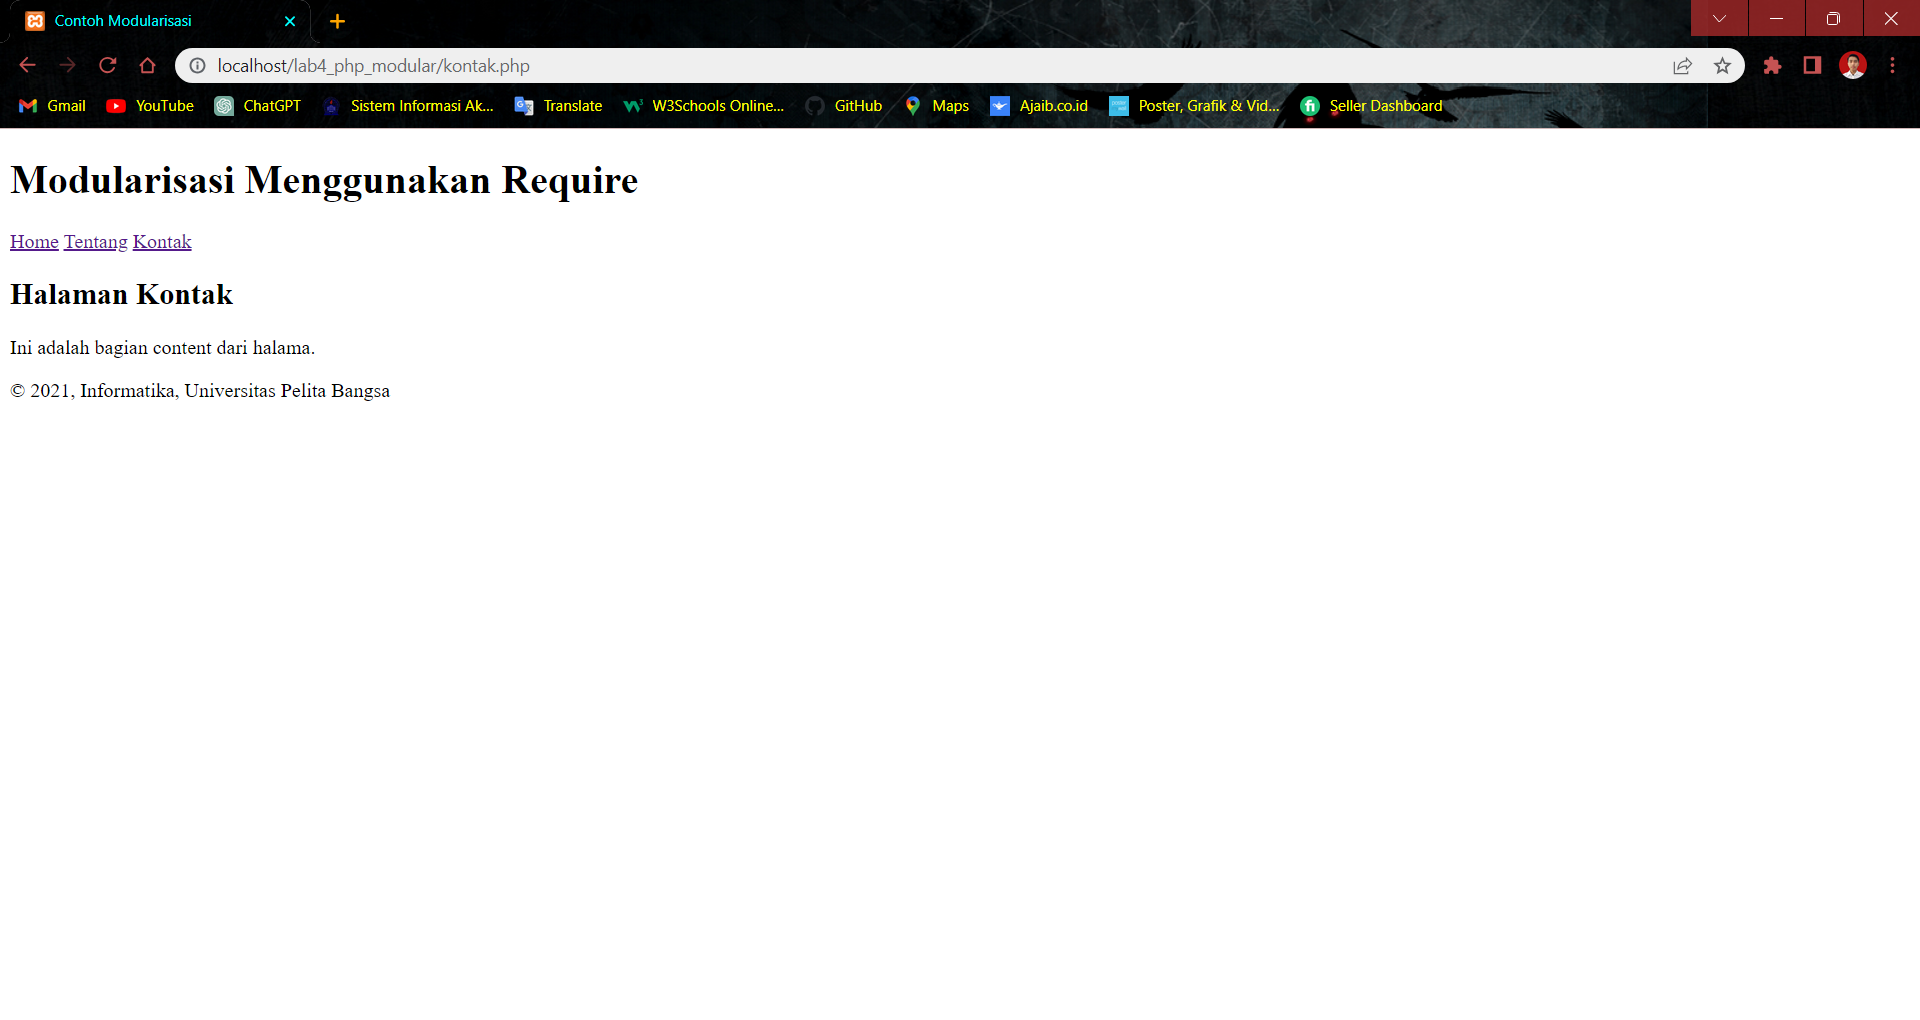 Contoh Modularisasi
localhost/lab4_php_modular/kontak.php
Gmail YouTube ChatGPT Sistem Informasi Ak... Translate W3Schools Online... GitHub Maps Ajaib.co.id Poster, Grafik & Vid... Seller Dashboard
Modularisasi Menggunakan Require
Home Tentang Kontak
Halaman Kontak
Ini adalah bagian content dari halama.
© 2021, Informatika, Universitas Pelita Bangsa